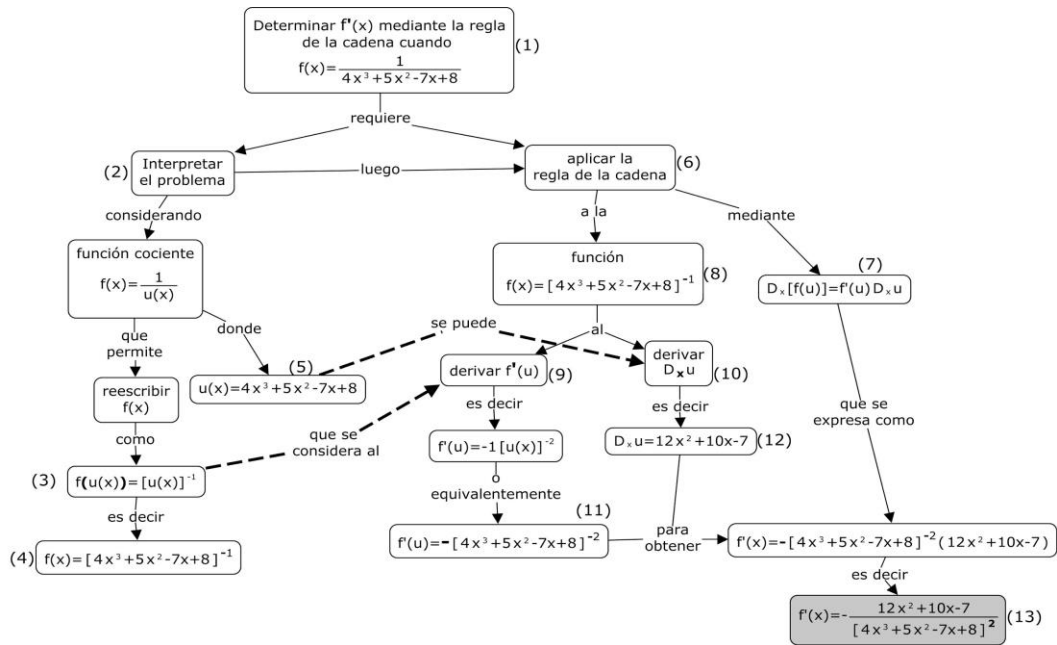 Determinar f'(x) mediante la regla
de la cadena cuando
f(x)=1/(4x³+5x²-7x+8)
(1)
requiere
(2)
Interpretar
el problema
luego
aplicar la
regla de la cadena
(6)
considerando
a la
mediante
función cociente
f(x)=1/u(x)
función
f(x)=[4x³+5x²-7x+8]⁻¹
(8)
(7)
Dₓ[f(u)]=f'(u)Dₓu
que
permite
donde
se puede
al
(5)
u(x)=4x³+5x²-7x+8
reescribir
f(x)
derivar f'(u)
(9)
derivar
Dₓu
(10)
como
que se
considera al
es decir
es decir
que se
expresa como
(3)
f(u(x))=[u(x)]⁻¹
f'(u)=-1[u(x)]⁻²
Dₓu=12x²+10x-7
(12)
es decir
o
equivalentemente
(4)
f(x)=[4x³+5x²-7x+8]⁻¹
(11)
f'(u)=-[4x³+5x²-7x+8]⁻²
para
obtener
f'(x)=-[4x³+5x²-7x+8]⁻²(12x²+10x-7)
es decir
f'(x)=-(12x²+10x-7)/[4x³+5x²-7x+8]²
(13)